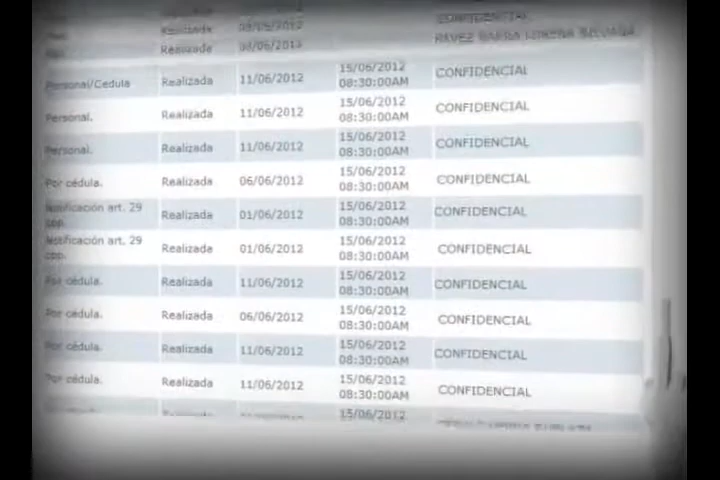 CONFIDENCIAL
Realizada
Realizada
Personal/Cedula Realizada 11/06/2012 15/06/2012 08:30:00AM CONFIDENCIAL
Personal. Realizada 11/06/2012 15/06/2012 08:30:00AM CONFIDENCIAL
Personal. Realizada 11/06/2012 15/06/2012 08:30:00AM CONFIDENCIAL
Por cédula. Realizada 06/06/2012 15/06/2012 08:30:00AM CONFIDENCIAL
Notificación art. 29 cpp. Realizada 01/06/2012 15/06/2012 08:30:00AM CONFIDENCIAL
Notificación art. 29 cpp. Realizada 01/06/2012 15/06/2012 08:30:00AM CONFIDENCIAL
Por cédula. Realizada 11/06/2012 15/06/2012 08:30:00AM CONFIDENCIAL
Por cédula. Realizada 06/06/2012 15/06/2012 08:30:00AM CONFIDENCIAL
Por cédula. Realizada 11/06/2012 15/06/2012 08:30:00AM CONFIDENCIAL
Por cédula. Realizada 11/06/2012 15/06/2012 08:30:00AM CONFIDENCIAL
15/06/2012